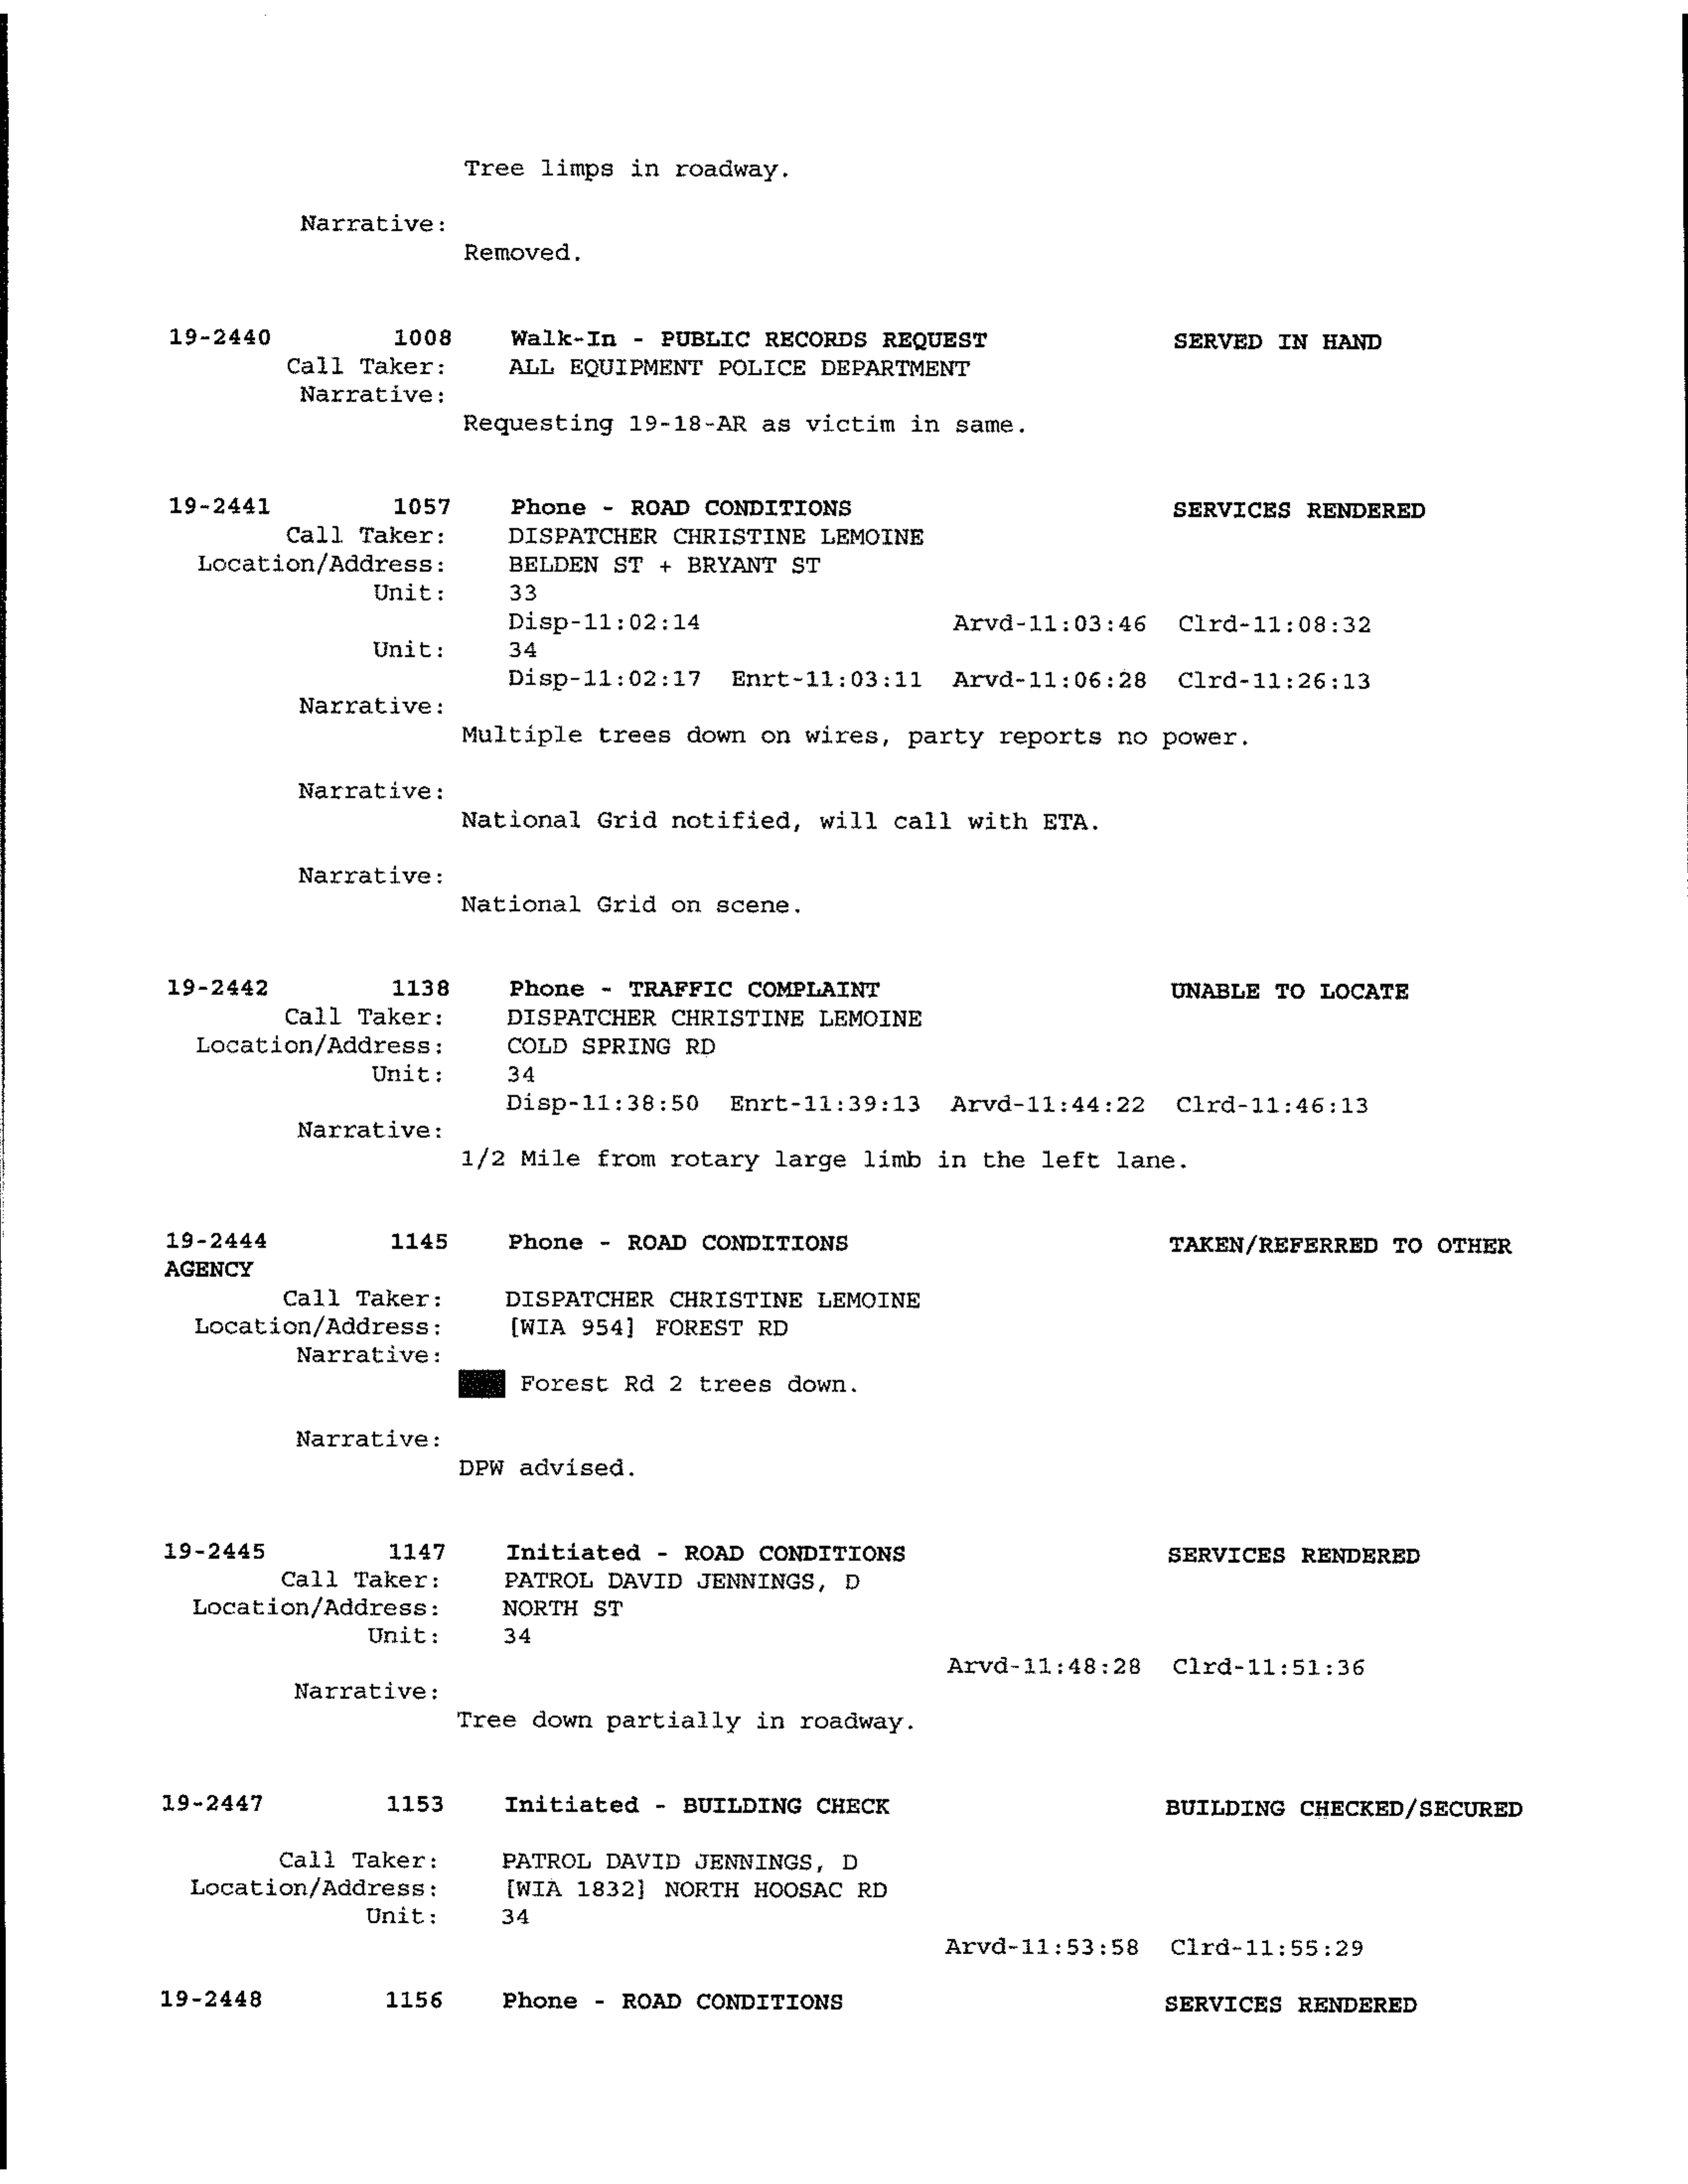 Tree limps in roadway.
Narrative:
Removed.
19-2440 1008 Walk-In - PUBLIC RECORDS REQUEST SERVED IN HAND
Call Taker: ALL EQUIPMENT POLICE DEPARTMENT
Narrative:
Requesting 19-18-AR as victim in same.
19-2441 1057 Phone - ROAD CONDITIONS SERVICES RENDERED
Call Taker: DISPATCHER CHRISTINE LEMOINE
Location/Address: BELDEN ST + BRYANT ST
Unit: 33
Disp-11:02:14 Arvd-11:03:46 Clrd-11:08:32
Unit: 34
Disp-11:02:17 Enrt-11:03:11 Arvd-11:06:28 Clrd-11:26:13
Narrative:
Multiple trees down on wires, party reports no power.
Narrative:
National Grid notified, will call with ETA.
Narrative:
National Grid on scene.
19-2442 1138 Phone - TRAFFIC COMPLAINT UNABLE TO LOCATE
Call Taker: DISPATCHER CHRISTINE LEMOINE
Location/Address: COLD SPRING RD
Unit: 34
Disp-11:38:50 Enrt-11:39:13 Arvd-11:44:22 Clrd-11:46:13
Narrative:
1/2 Mile from rotary large limb in the left lane.
19-2444 1145 Phone - ROAD CONDITIONS TAKEN/REFERRED TO OTHER
AGENCY
Call Taker: DISPATCHER CHRISTINE LEMOINE
Location/Address: [WIA 954] FOREST RD
Narrative:
Forest Rd 2 trees down.
Narrative:
DPW advised.
19-2445 1147 Initiated - ROAD CONDITIONS SERVICES RENDERED
Call Taker: PATROL DAVID JENNINGS, D
Location/Address: NORTH ST
Unit: 34
Arvd-11:48:28 Clrd-11:51:36
Narrative:
Tree down partially in roadway.
19-2447 1153 Initiated - BUILDING CHECK BUILDING CHECKED/SECURED
Call Taker: PATROL DAVID JENNINGS, D
Location/Address: [WIA 1832] NORTH HOOSAC RD
Unit: 34
Arvd-11:53:58 Clrd-11:55:29
19-2448 1156 Phone - ROAD CONDITIONS SERVICES RENDERED